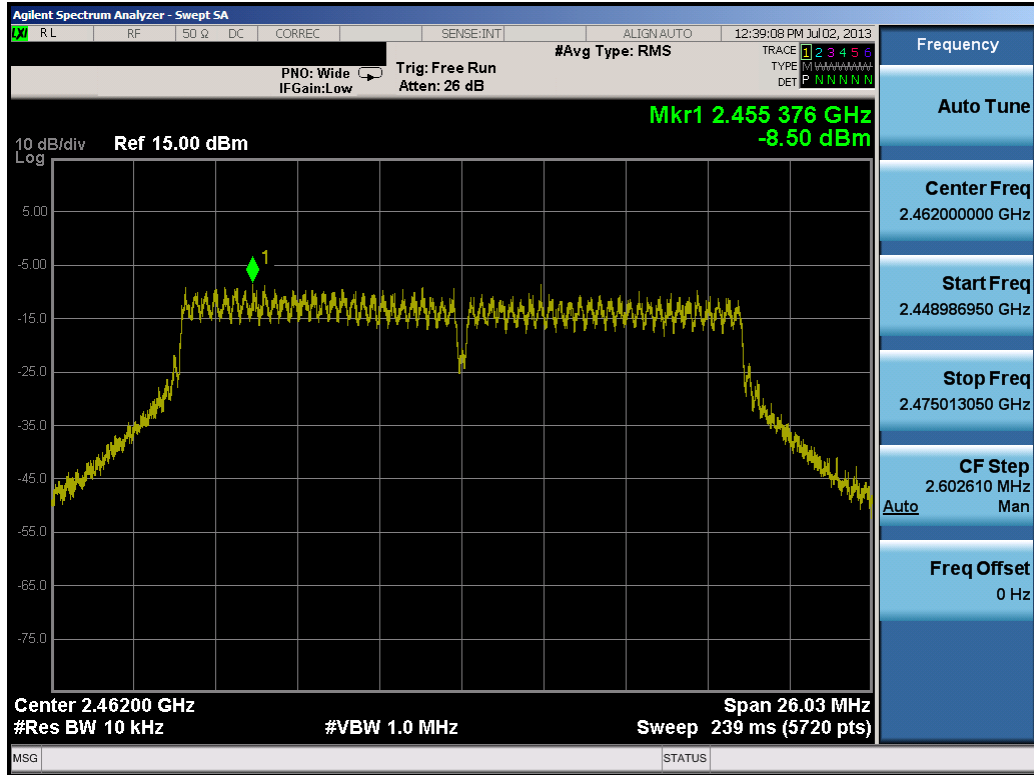 Agilent Spectrum Analyzer - Swept SA
LXI RL RF 50 Ω DC CORREC SENSE:INT ALIGN AUTO 12:39:08 PM Jul 02, 2013
PNO: Wide Trig: Free Run #Avg Type: RMS TRACE 1 2 3 4 5 6
IFGain:Low Atten: 26 dB TYPE M
DET P N N N N N
Mkr1 2.455 376 GHz
-8.50 dBm
10 dB/div Ref 15.00 dBm
Log
5.00
-5.00
1
-15.0
-25.0
-35.0
-45.0
-55.0
-65.0
-75.0
Center 2.46200 GHz Span 26.03 MHz
#Res BW 10 kHz #VBW 1.0 MHz Sweep 239 ms (5720 pts)
MSG STATUS
Frequency
Auto Tune
Center Freq
2.462000000 GHz
Start Freq
2.448986950 GHz
Stop Freq
2.475013050 GHz
CF Step
2.602610 MHz
Auto Man
Freq Offset
0 Hz